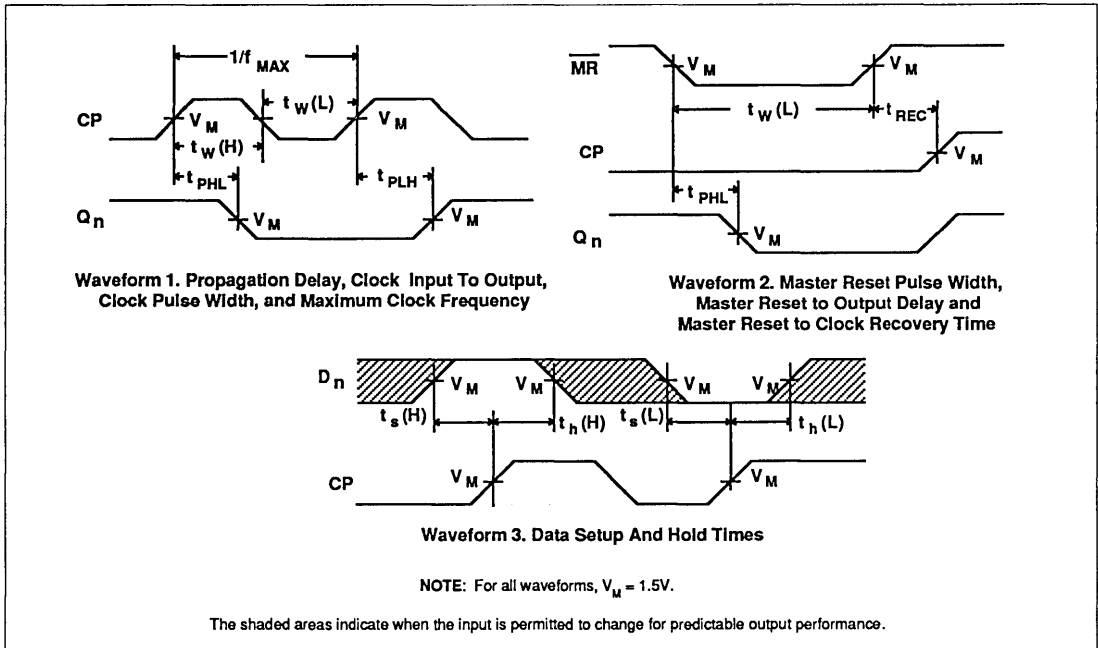 1/f MAX
CP
V M
t W (L)
V M
t W (H)
t PHL
t PLH
Q n
V M
V M
Waveform 1. Propagation Delay, Clock Input To Output,
Clock Pulse Width, and Maximum Clock Frequency
MR
V M
V M
t W (L)
t REC
CP
V M
t PHL
Q n
V M
Waveform 2. Master Reset Pulse Width,
Master Reset to Output Delay and
Master Reset to Clock Recovery Time
D n
V M
V M
V M
V M
t s (H)
t h (H)
t s (L)
t h (L)
CP
V M
V M
Waveform 3. Data Setup And Hold Times
NOTE: For all waveforms, V M = 1.5V.
The shaded areas indicate when the input is permitted to change for predictable output performance.